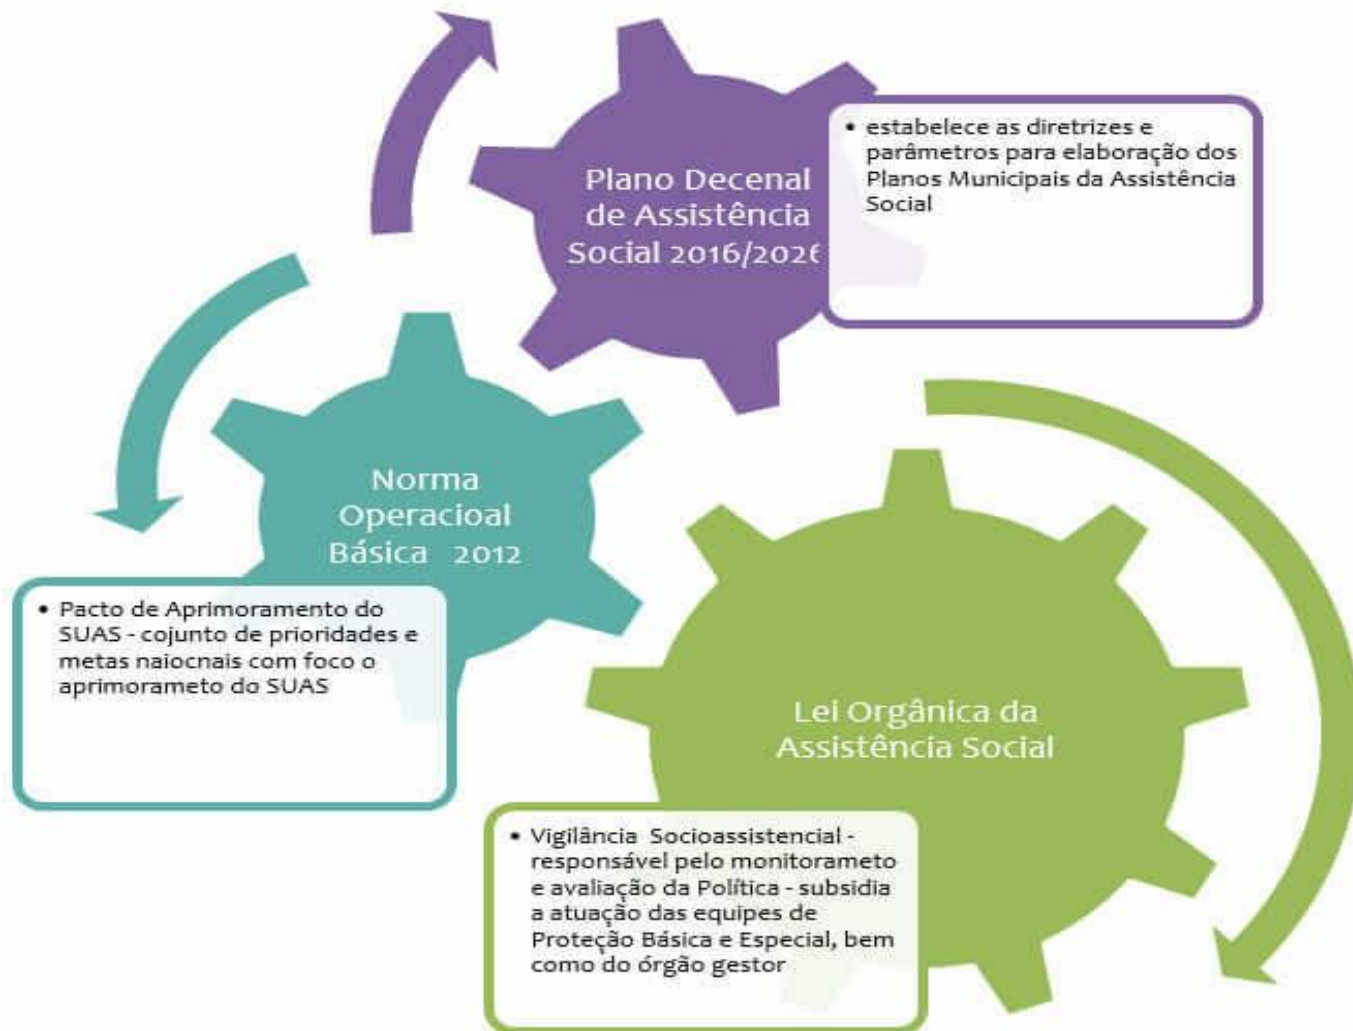 Plano Decenal
de Assistência
Social 2016/2026
• estabelece as diretrizes e
parâmetros para elaboração dos
Planos Municipais da Assistência
Social
Norma
Operacioal
Básica 2012
• Pacto de Aprimoramento do
SUAS - cojunto de prioridades e
metas naiocnais com foco o
aprimorameto do SUAS
Lei Orgânica da
Assistência Social
• Vigilância Socioassistencial -
responsável pelo monitorameto
e avaliação da Política - subsidia
a atuação das equipes de
Proteção Básica e Especial, bem
como do órgão gestor